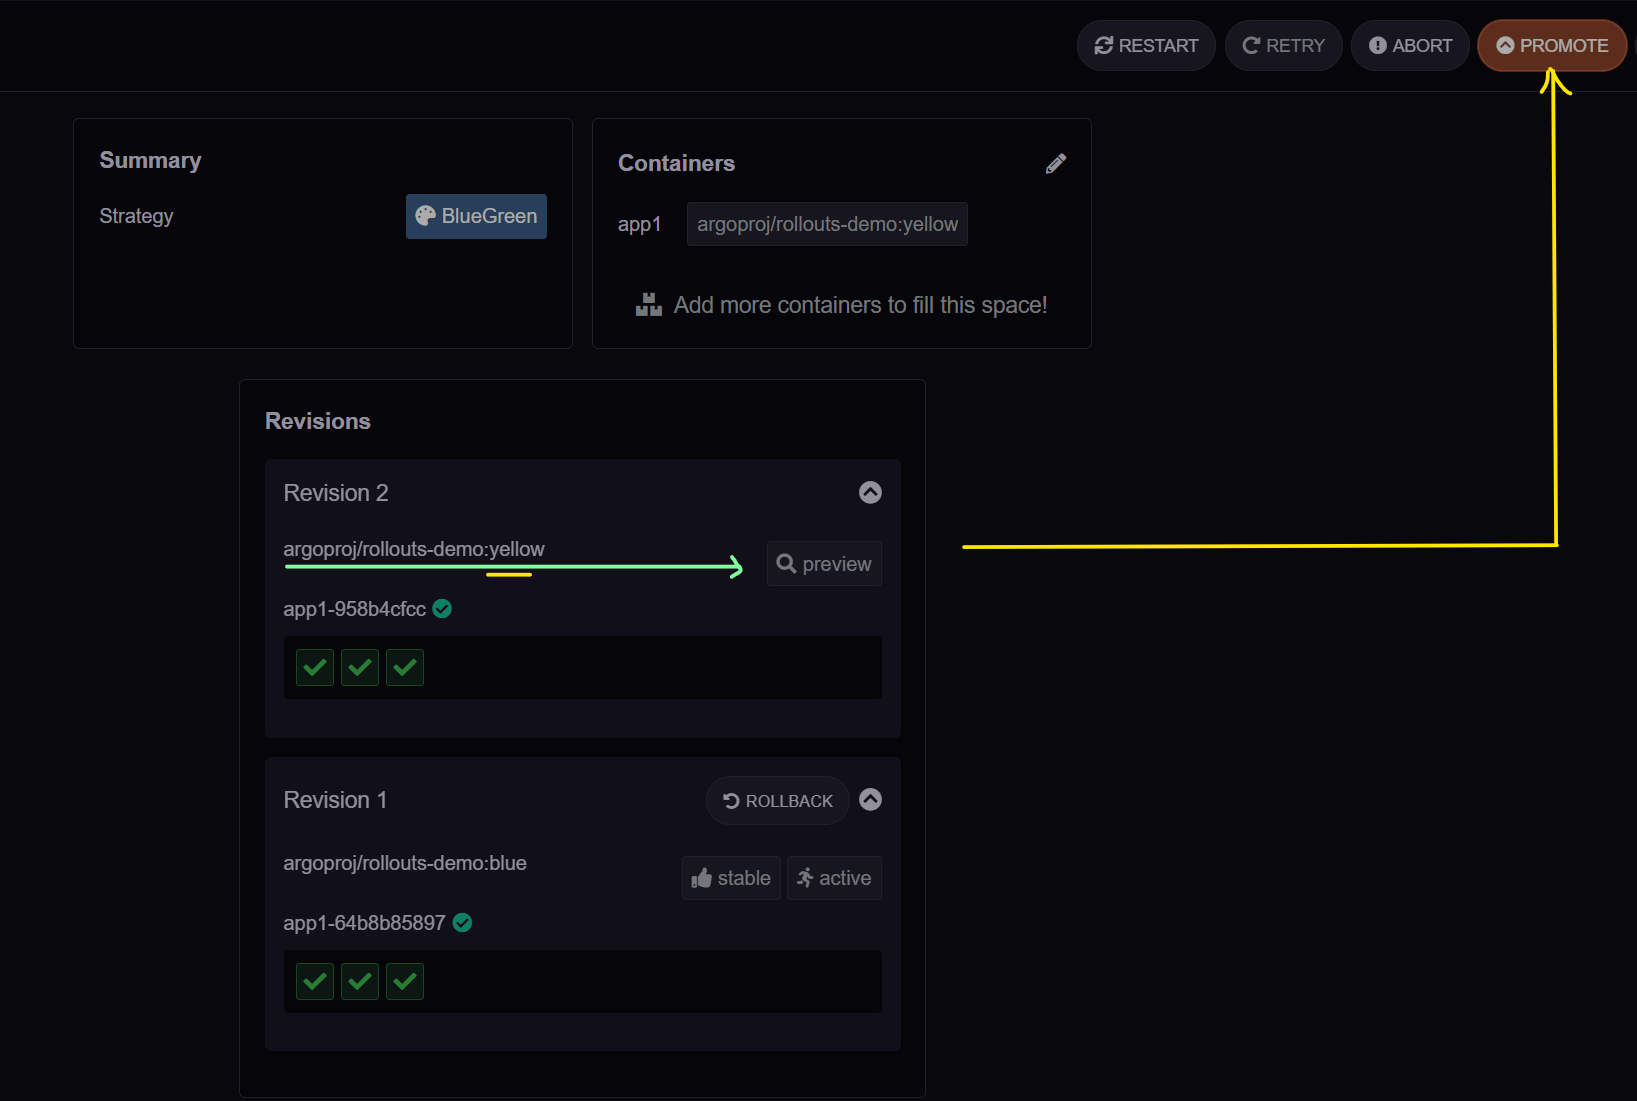 RESTART RETRY ABORT PROMOTE
Summary
Strategy BlueGreen
Containers
app1 argoproj/rollouts-demo:yellow
Add more containers to fill this space!
Revisions
Revision 2
argoproj/rollouts-demo:yellow
preview
app1-958b4cfcc
Revision 1 ROLLBACK
argoproj/rollouts-demo:blue
stable active
app1-64b8b85897